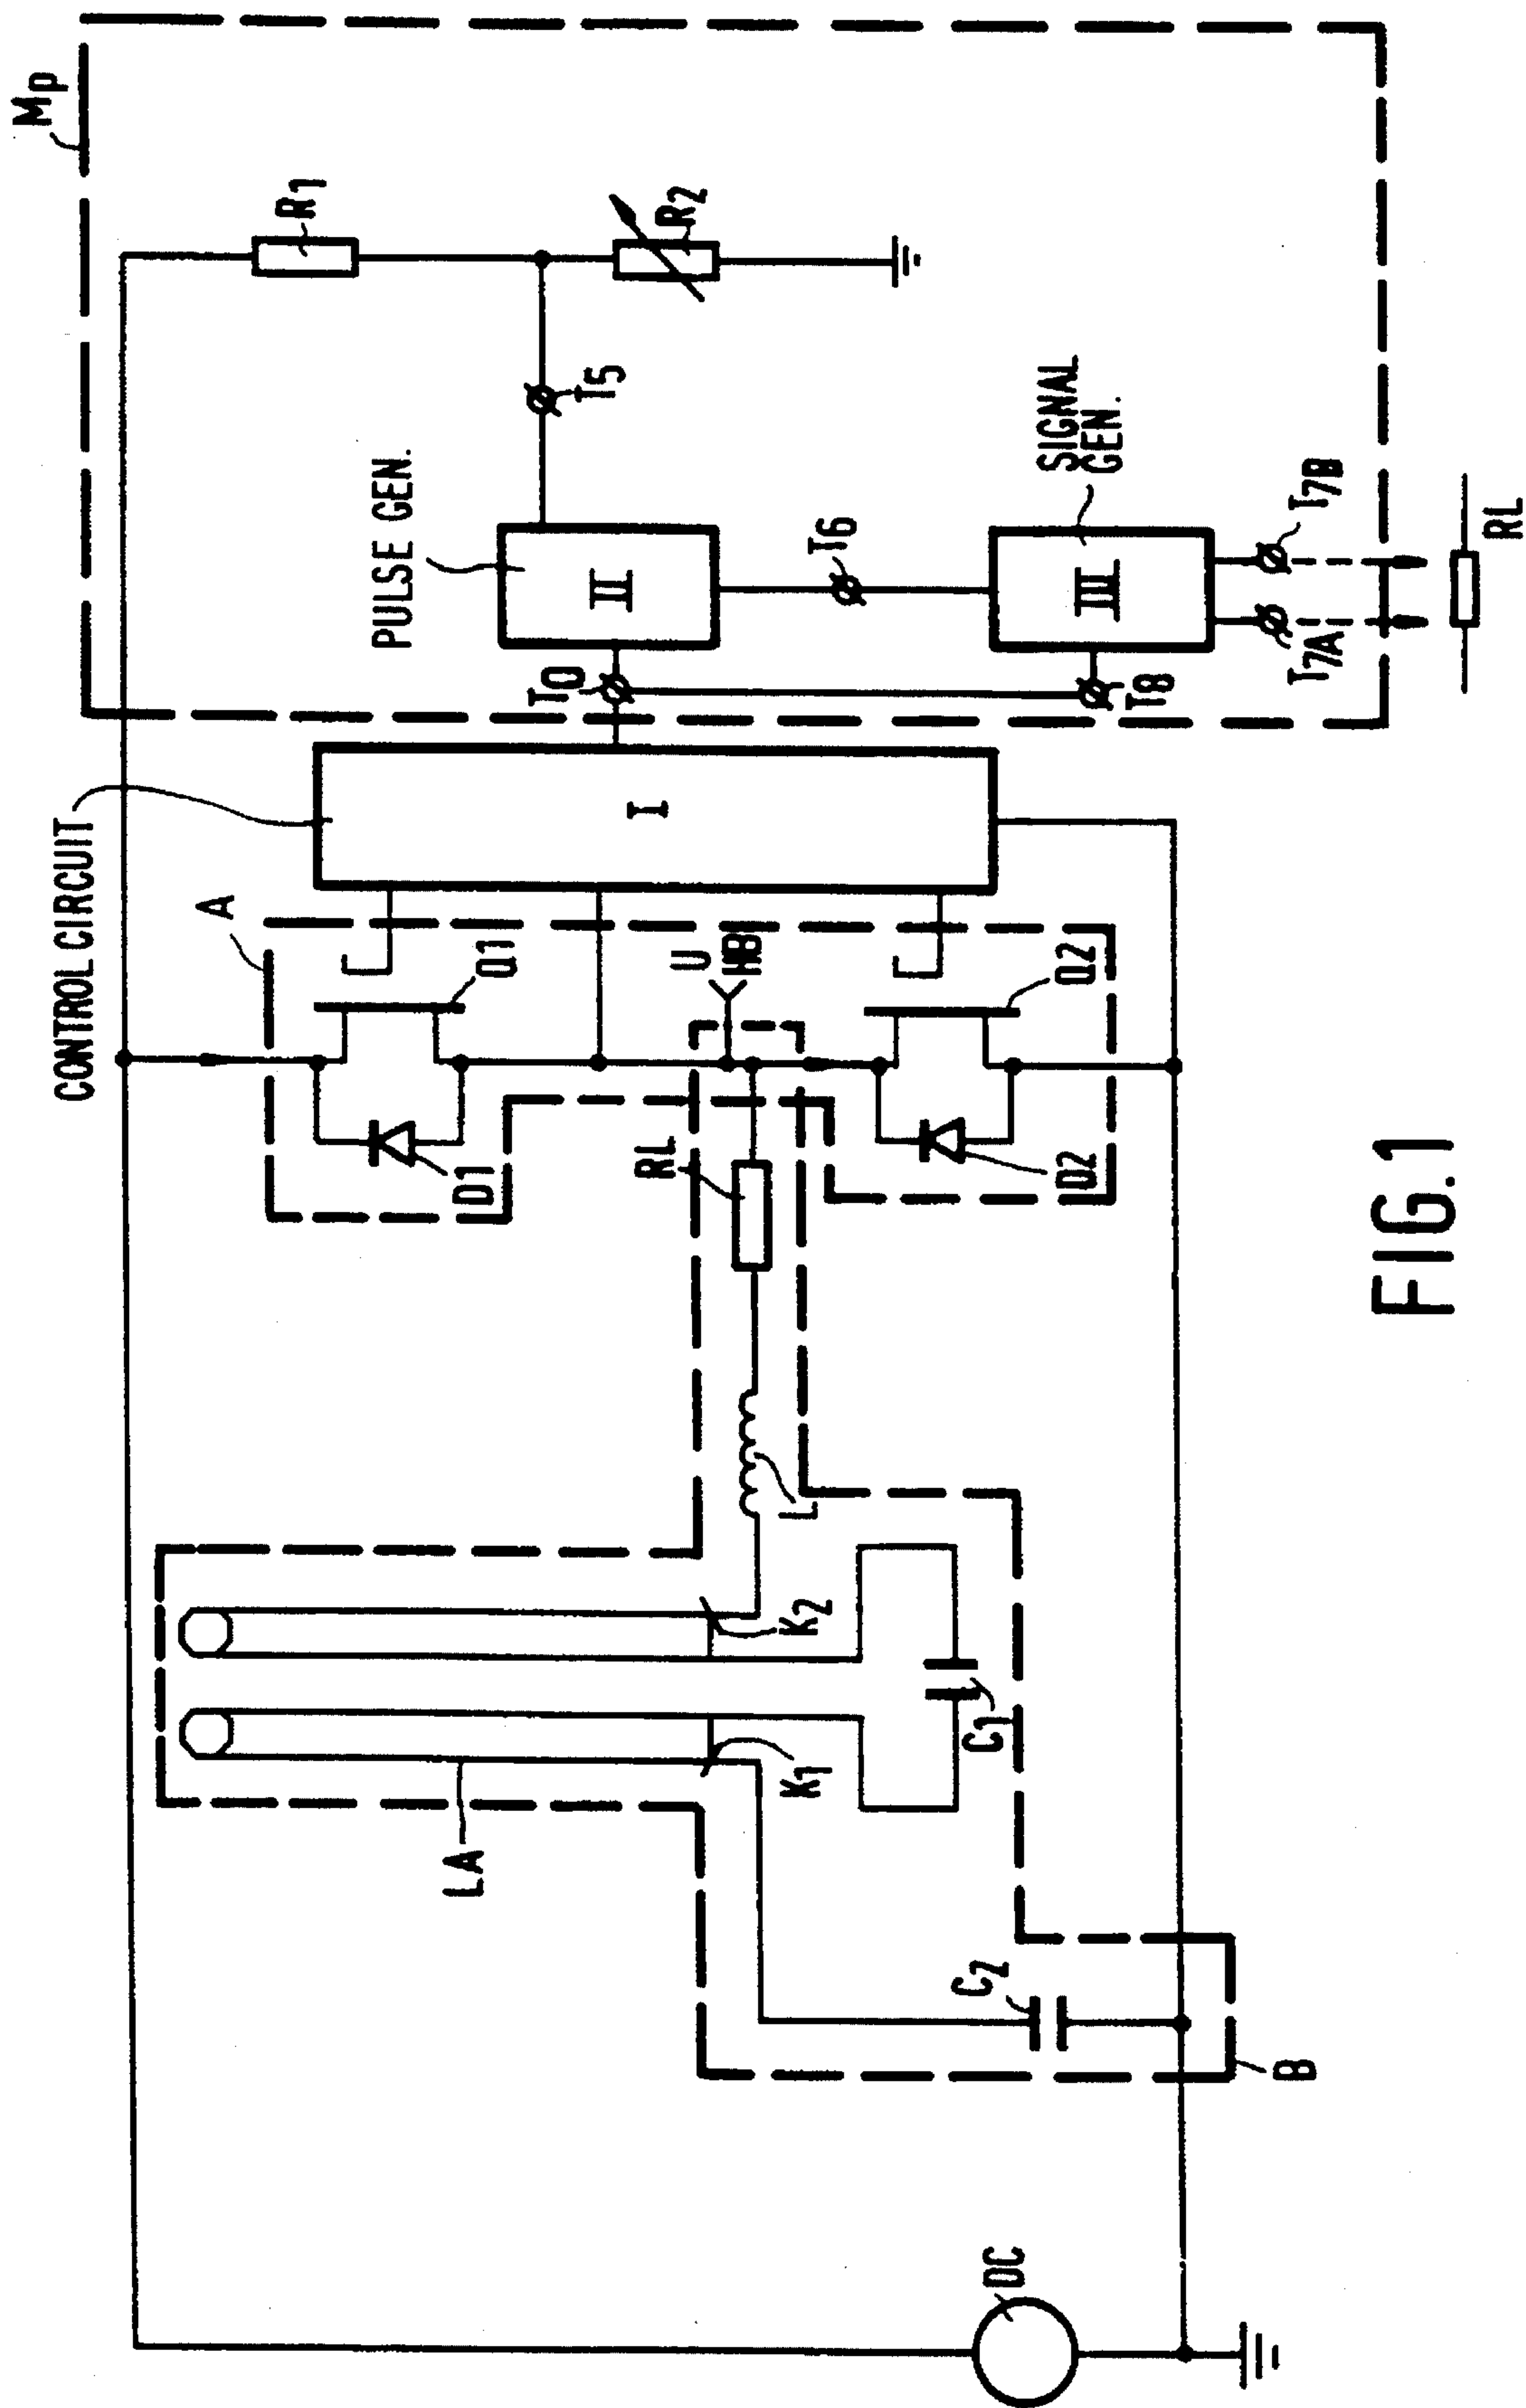 Mp
R1
R2
T5
PULSE GEN.
II
T6
SIGNAL
GEN.
III
T7B
T7A
RL
T0
T8
CONTROL CIRCUIT
I
A
Q1
D1
U
HB
Q2
D2
RL
L
K2
K1
C1
LA
C2
B
DC
FIG.1